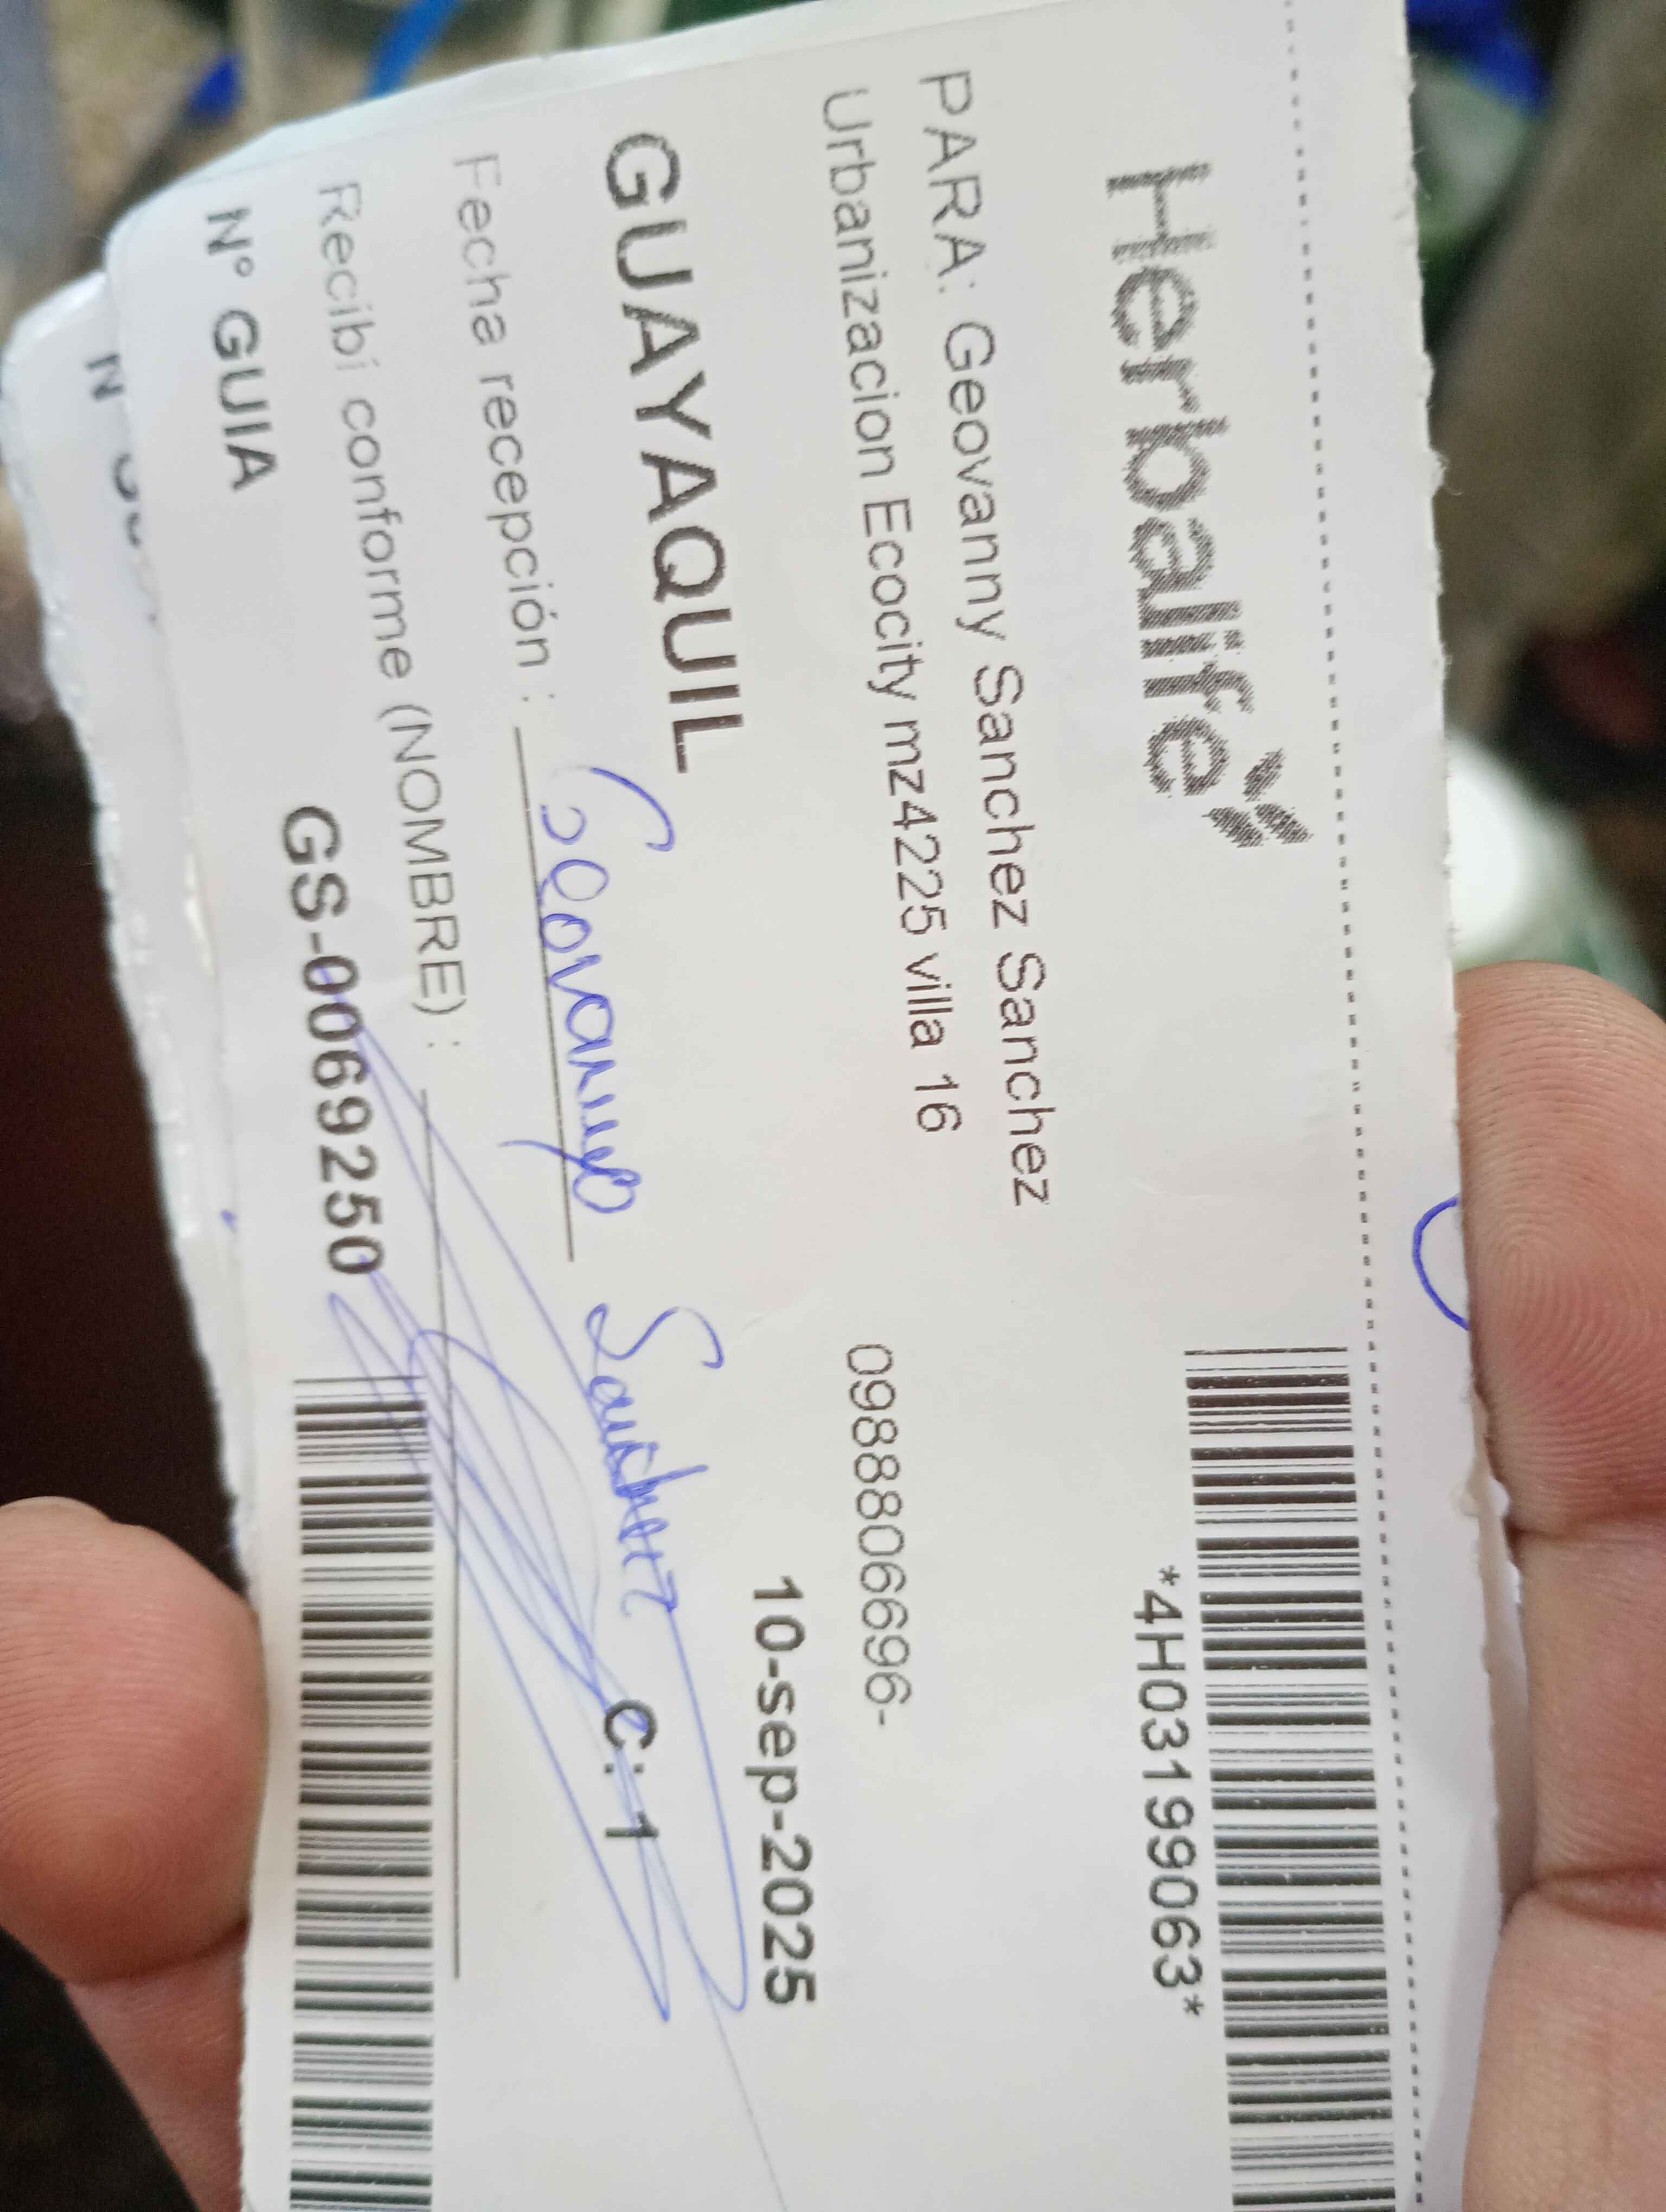 Herbalife
*4H03199063*
PARA: Geovanny Sanchez Sanchez
Urbanizacion Ecocity mz4225 villa 16
0988806696-
10-sep-2025
GUAYAQUIL
C: 1
Fecha recepción : Geovanny Sanchez
Recibi conforme (NOMBRE) :
N° GUIA GS-00692250